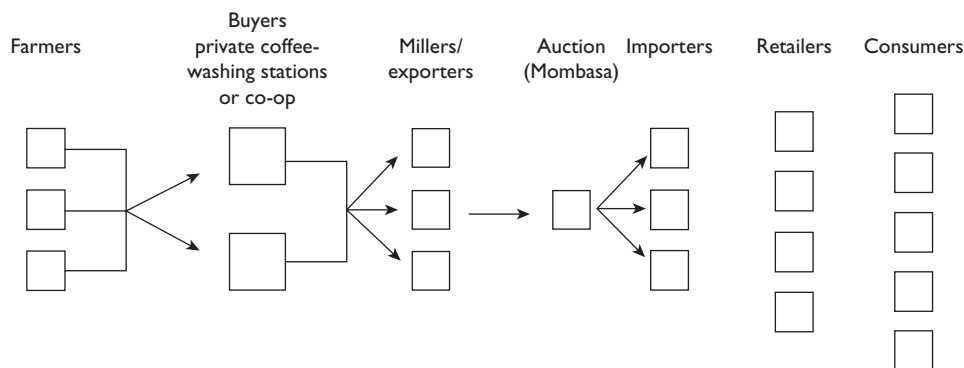 Farmers
Buyers
private coffee-
washing stations
or co-op
Millers/
exporters
Auction
(Mombasa)
Importers
Retailers
Consumers